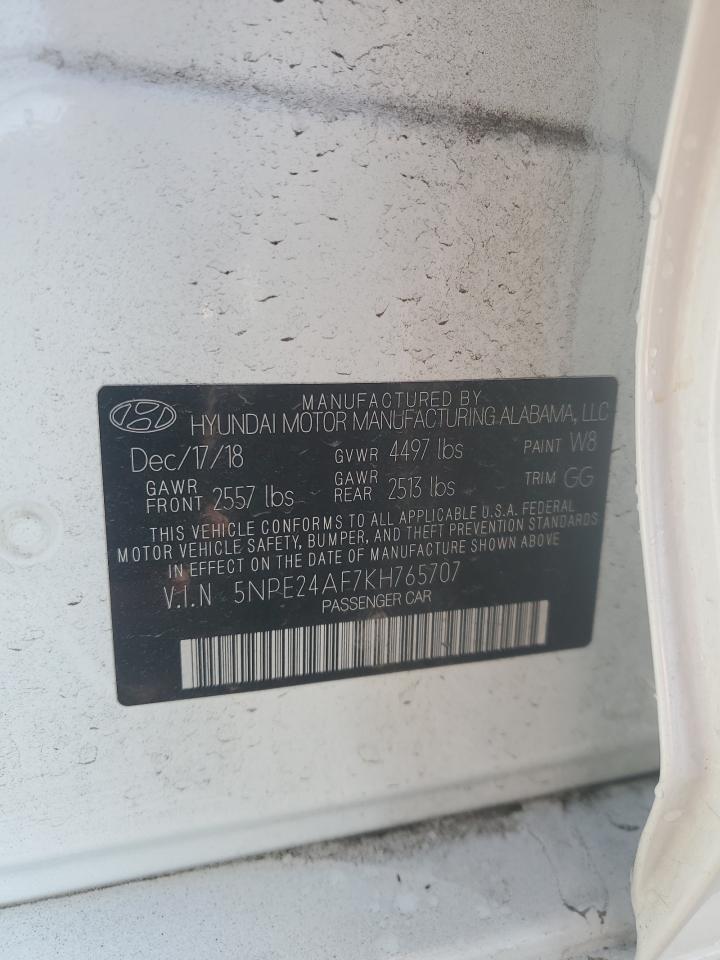 MANUFACTURED BY
HYUNDAI MOTOR MANUFACTURING ALABAMA, LLC
Dec/17/18 GVWR 4497 lbs PAINT W8
GAWR FRONT 2557 lbs GAWR REAR 2513 lbs TRIM GG
THIS VEHICLE CONFORMS TO ALL APPLICABLE U.S.A. FEDERAL
MOTOR VEHICLE SAFETY, BUMPER, AND THEFT PREVENTION STANDARDS
IN EFFECT ON THE DATE OF MANUFACTURE SHOWN ABOVE
V.I.N 5NPE24AF7KH765707
PASSENGER CAR